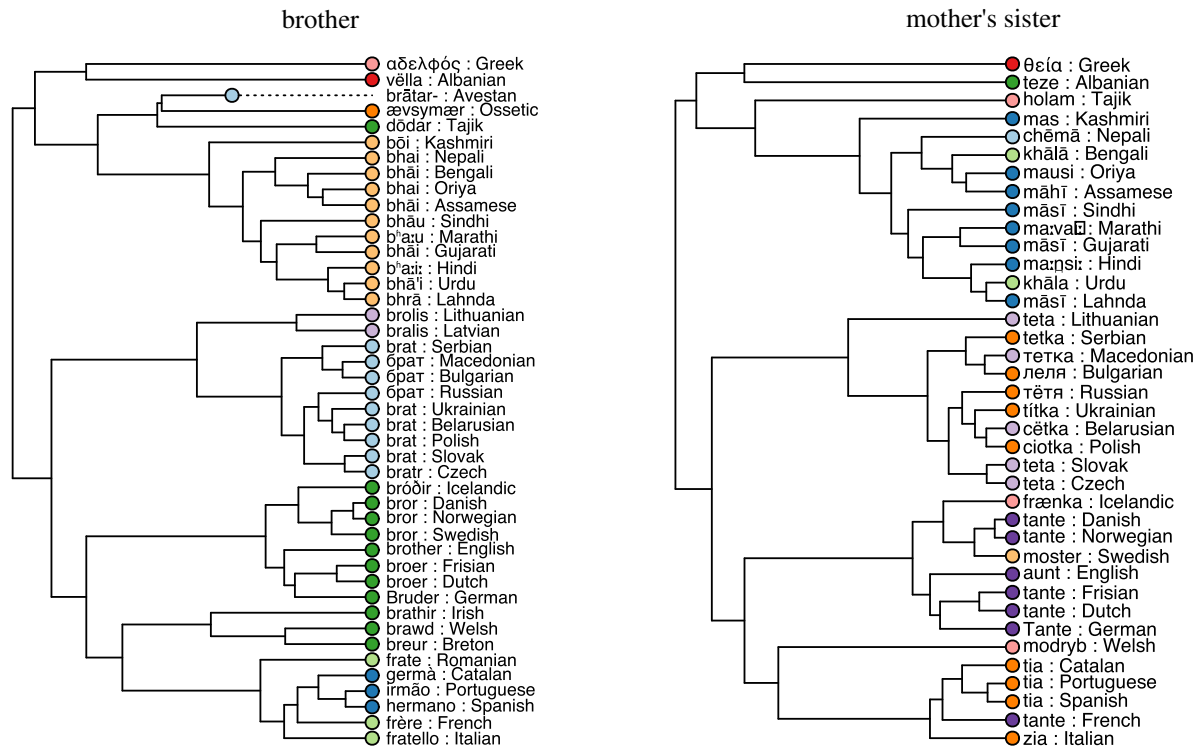 brother
αδελφός : Greek
vëlla : Albanian
brātar- : Avestan
ævsymær : Ossetic
dōdar : Tajik
bōi : Kashmiri
bhai : Nepali
bhāi : Bengali
bhai : Oriya
bhāi : Assamese
bhāu : Sindhi
bʰaːu : Marathi
bhāi : Gujarati
bʰaːiː : Hindi
bhā'i : Urdu
bhrā : Lahnda
brolis : Lithuanian
bralis : Latvian
brat : Serbian
брат : Macedonian
брат : Bulgarian
брат : Russian
brat : Ukrainian
brat : Belarusian
brat : Polish
brat : Slovak
bratr : Czech
bróðir : Icelandic
bror : Danish
bror : Norwegian
bror : Swedish
brother : English
broer : Frisian
broer : Dutch
Bruder : German
brathir : Irish
brawd : Welsh
breur : Breton
frate : Romanian
germà : Catalan
irmão : Portuguese
hermano : Spanish
frère : French
fratello : Italian
mother's sister
θεία : Greek
teze : Albanian
holam : Tajik
mas : Kashmiri
chēmā : Nepali
khālā : Bengali
mausi : Oriya
māhī : Assamese
māsī : Sindhi
: Marathi
māsī : Gujarati
maːn̪siː : Hindi
khāla : Urdu
māsī : Lahnda
teta : Lithuanian
tetka : Serbian
тетка : Macedonian
леля : Bulgarian
тётя : Russian
títka : Ukrainian
cëtka : Belarusian
ciotka : Polish
teta : Slovak
teta : Czech
frænka : Icelandic
tante : Danish
tante : Norwegian
moster : Swedish
aunt : English
tante : Frisian
tante : Dutch
Tante : German
modryb : Welsh
tia : Catalan
tia : Portuguese
tia : Spanish
tante : French
zia : Italian